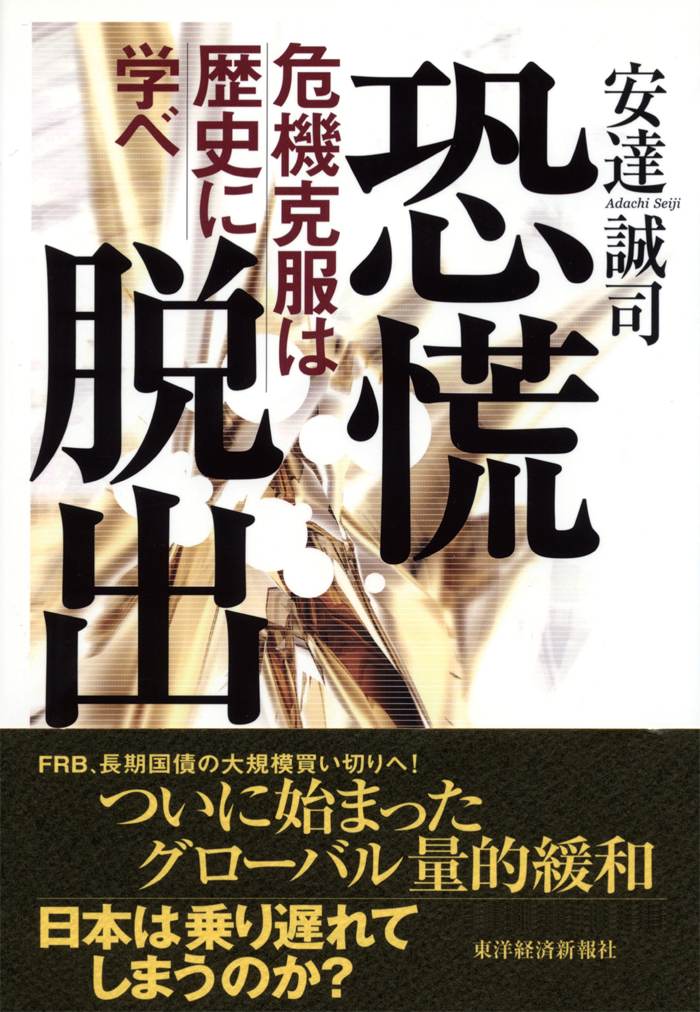 安達誠司
Adachi Seiji
恐慌
脱出
危機克服は
歴史に
学べ
FRB、長期国債の大規模買い切りへ!
ついに始まった
グローバル量的緩和
日本は乗り遅れて
しまうのか?
東洋経済新報社